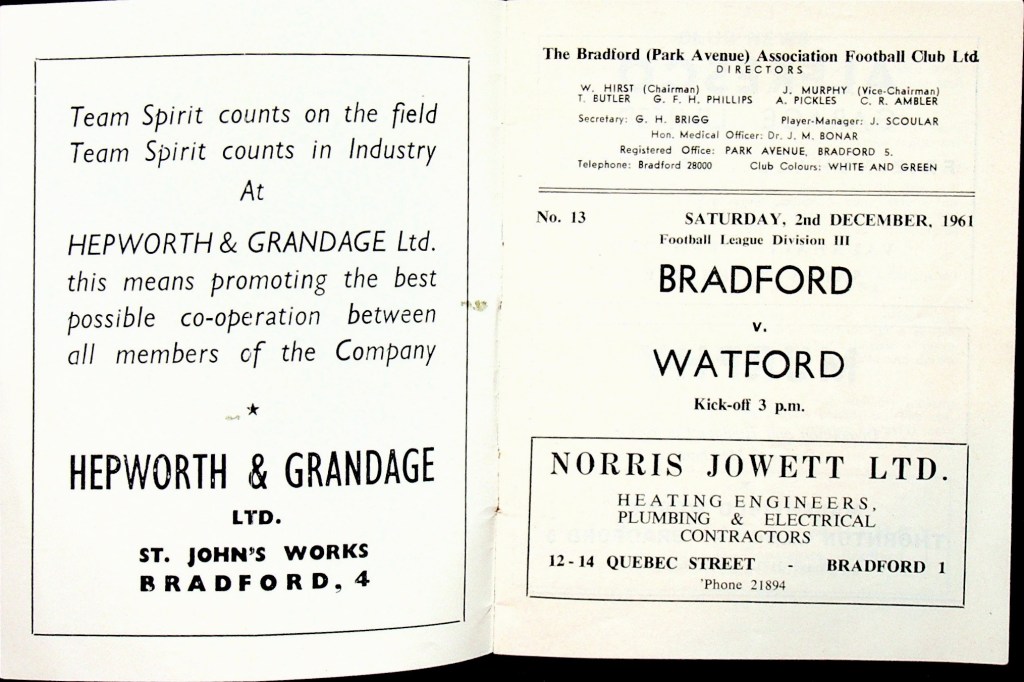 Team Spirit counts on the field
Team Spirit counts in Industry
At
HEPWORTH & GRANDAGE Ltd.
this means promoting the best
possible co-operation between
all members of the Company
★
HEPWORTH & GRANDAGE
LTD.
ST. JOHN'S WORKS
BRADFORD, 4
The Bradford (Park Avenue) Association Football Club Ltd
DIRECTORS
W. HIRST (Chairman) J. MURPHY (Vice-Chairman)
T. BUTLER G. F. H. PHILLIPS A. PICKLES C. R. AMBLER
Secretary: G. H. BRIGG Player-Manager: J. SCOULAR
Hon. Medical Officer: Dr. J. M. BONAR
Registered Office: PARK AVENUE, BRADFORD 5.
Telephone: Bradford 28000 Club Colours: WHITE AND GREEN
No. 13 SATURDAY, 2nd DECEMBER, 1961
Football League Division III
BRADFORD
v.
WATFORD
Kick-off 3 p.m.
NORRIS JOWETT LTD.
HEATING ENGINEERS,
PLUMBING & ELECTRICAL
CONTRACTORS
12-14 QUEBEC STREET - BRADFORD 1
'Phone 21894